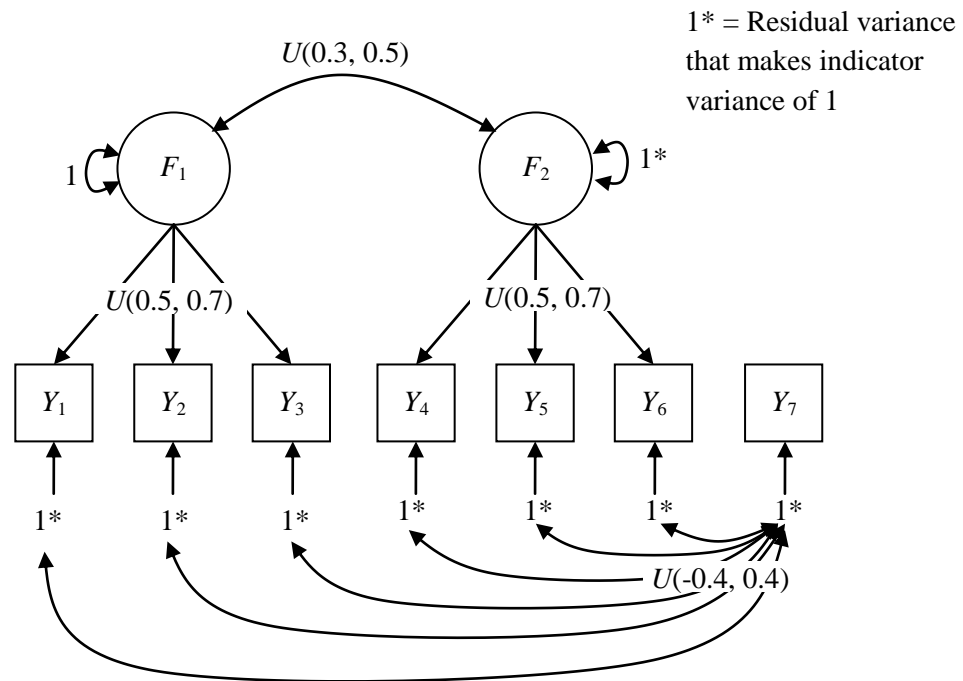 1* = Residual variance
that makes indicator
variance of 1
U(0.3, 0.5)
1
F1
F2
1*
U(0.5, 0.7)
U(0.5, 0.7)
Y1
Y2
Y3
Y4
Y5
Y6
Y7
1*
1*
1*
1*
1*
1*
1*
U(-0.4, 0.4)